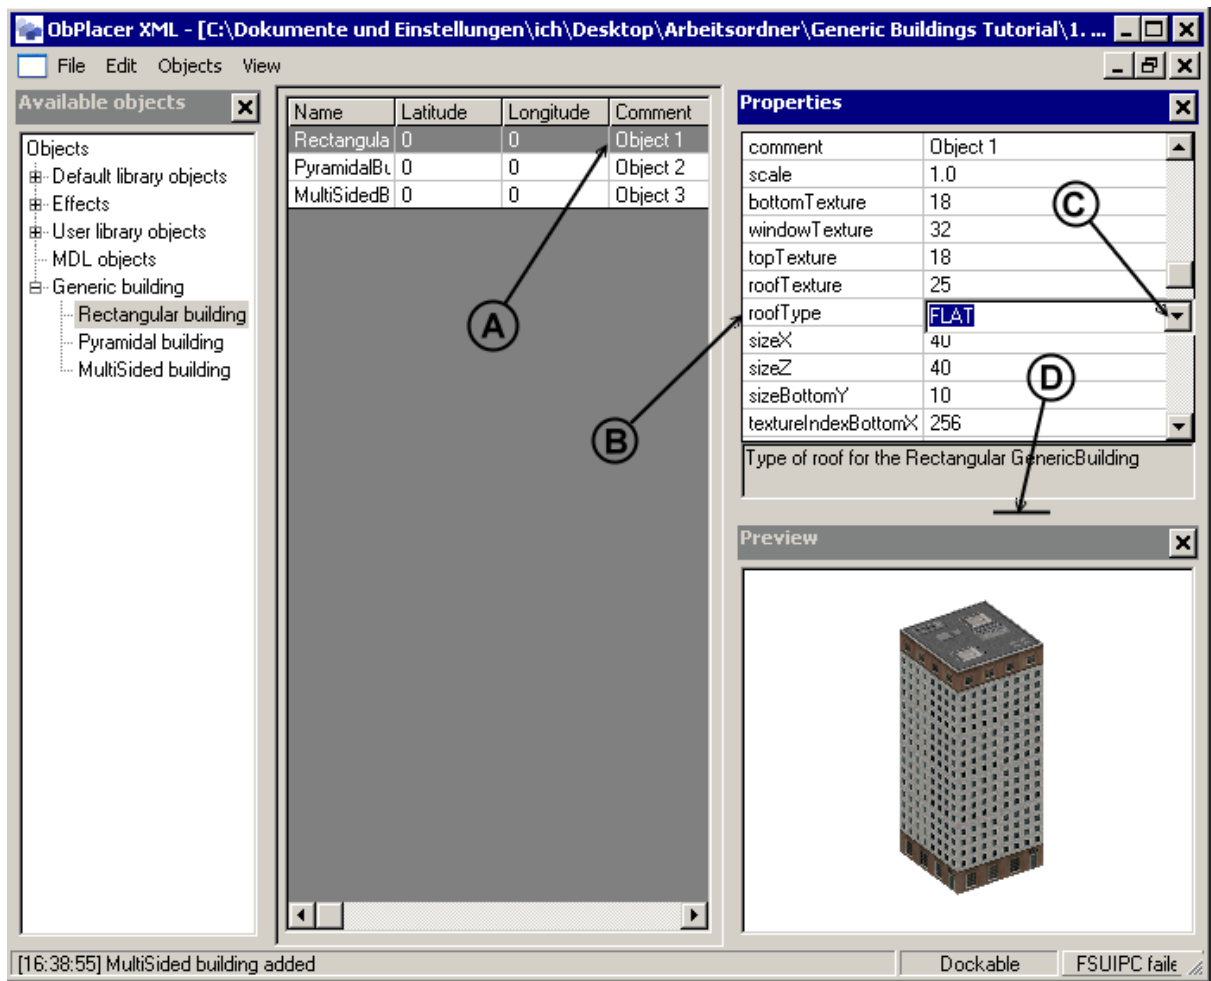 ObPlacer XML - [C:\Dokumente und Einstellungen\ich\Desktop\Arbeitsordner\Generic Buildings Tutorial\1. ...
File Edit Objects View
Available objects
Objects
Default library objects
Effects
User library objects
MDL objects
Generic building
Rectangular building
Pyramidal building
MultiSided building
Name Latitude Longitude Comment
Rectangula 0 0 Object 1
PyramidalBu 0 0 Object 2
MultiSidedB 0 0 Object 3
A
B
Properties
comment Object 1
scale 1.0
bottomTexture 18
windowTexture 32
topTexture 18
roofTexture 25
roofType FLAT
sizeX 40
sizeZ 40
sizeBottomY 10
textureIndexBottomX 256
C
D
Type of roof for the Rectangular GenericBuilding
Preview
[16:38:55] MultiSided building added
Dockable
FSUIPC faile